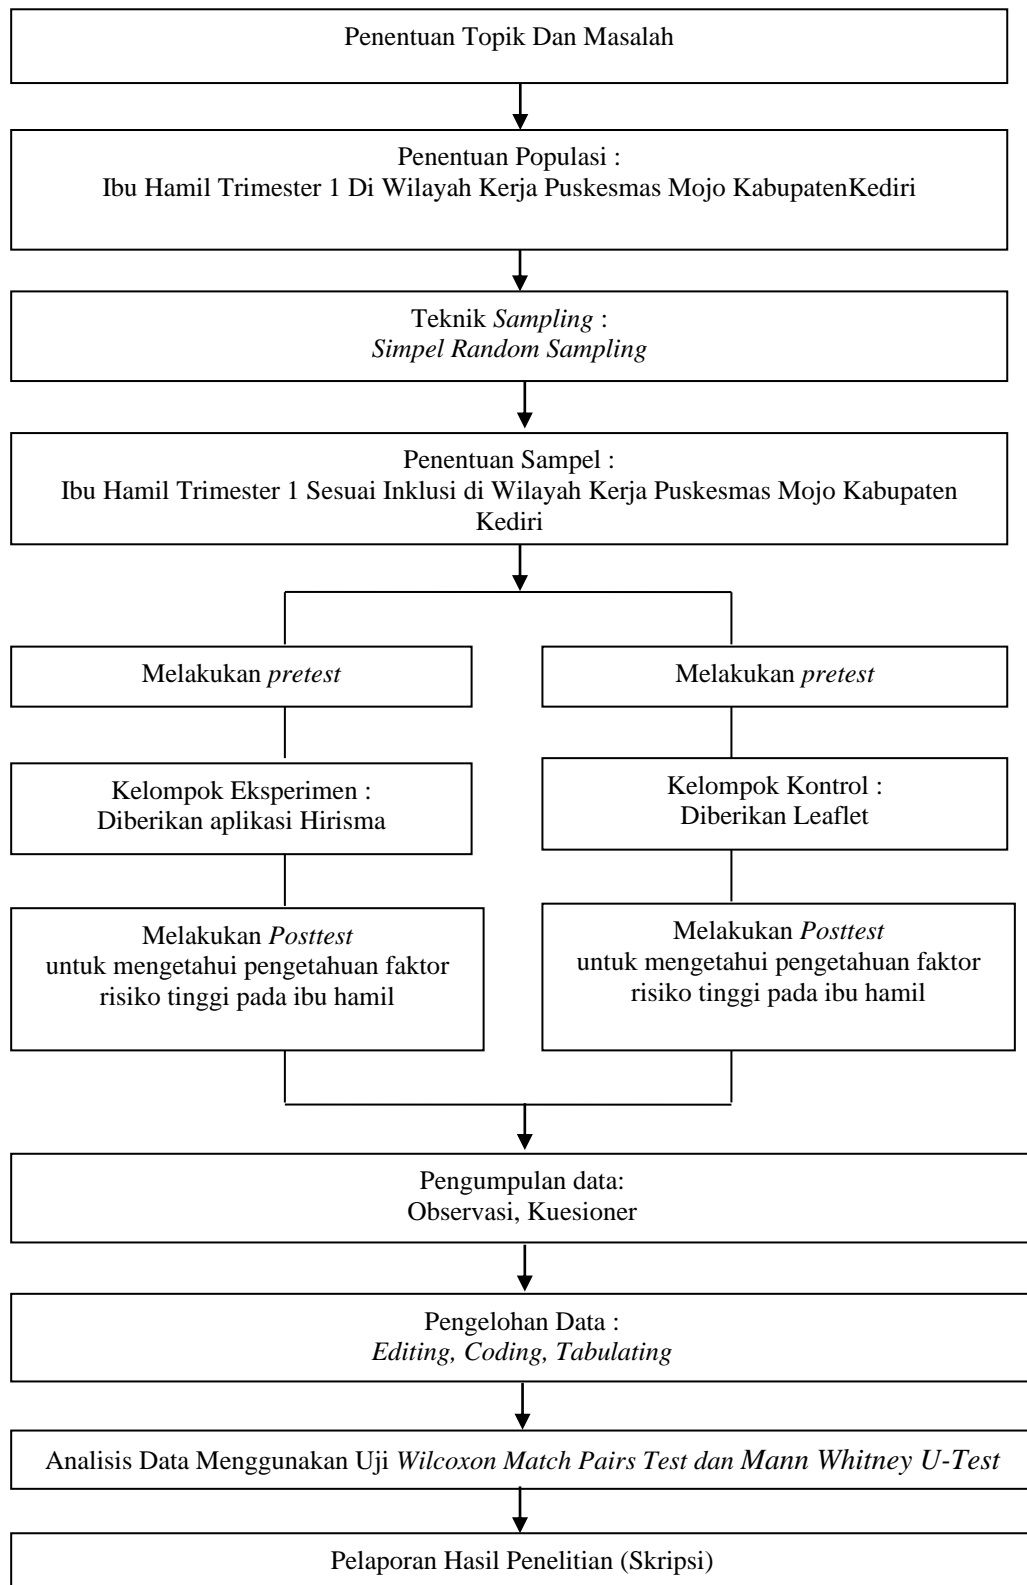 Penentuan Topik Dan Masalah
Penentuan Populasi :
Ibu Hamil Trimester 1 Di Wilayah Kerja Puskesmas Mojo KabupatenKediri
Teknik Sampling :
Simpel Random Sampling
Penentuan Sampel :
Ibu Hamil Trimester 1 Sesuai Inklusi di Wilayah Kerja Puskesmas Mojo Kabupaten
Kediri
Melakukan pretest
Melakukan pretest
Kelompok Eksperimen :
Diberikan aplikasi Hirisma
Kelompok Kontrol :
Diberikan Leaflet
Melakukan Posttest
untuk mengetahui pengetahuan faktor
risiko tinggi pada ibu hamil
Melakukan Posttest
untuk mengetahui pengetahuan faktor
risiko tinggi pada ibu hamil
Pengumpulan data:
Observasi, Kuesioner
Pengelohan Data :
Editing, Coding, Tabulating
Analisis Data Menggunakan Uji Wilcoxon Match Pairs Test dan Mann Whitney U-Test
Pelaporan Hasil Penelitian (Skripsi)